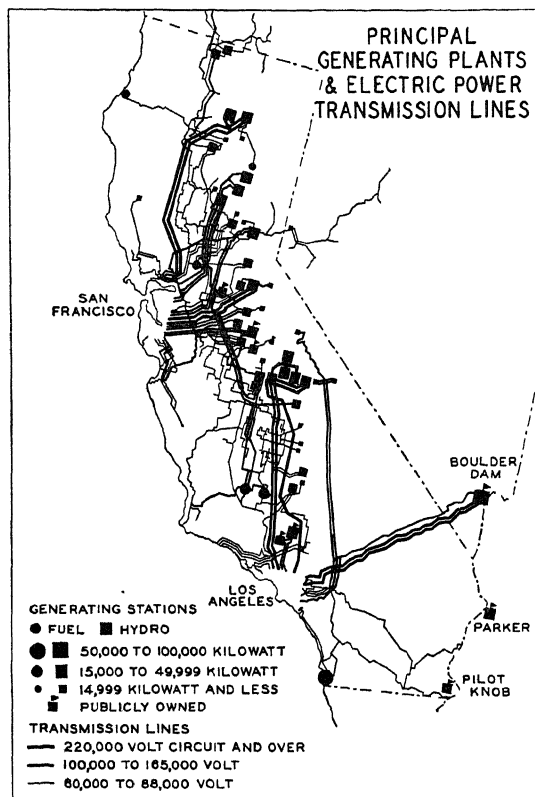 PRINCIPAL
GENERATING PLANTS
& ELECTRIC POWER
TRANSMISSION LINES
SAN
FRANCISCO
BOULDER
DAM
LOS
ANGELES
PARKER
PILOT
KNOB
GENERATING STATIONS
FUEL HYDRO
50,000 TO 100,000 KILOWATT
15,000 TO 49,999 KILOWATT
14,999 KILOWATT AND LESS
PUBLICLY OWNED
TRANSMISSION LINES
220,000 VOLT CIRCUIT AND OVER
100,000 TO 165,000 VOLT
60,000 TO 88,000 VOLT